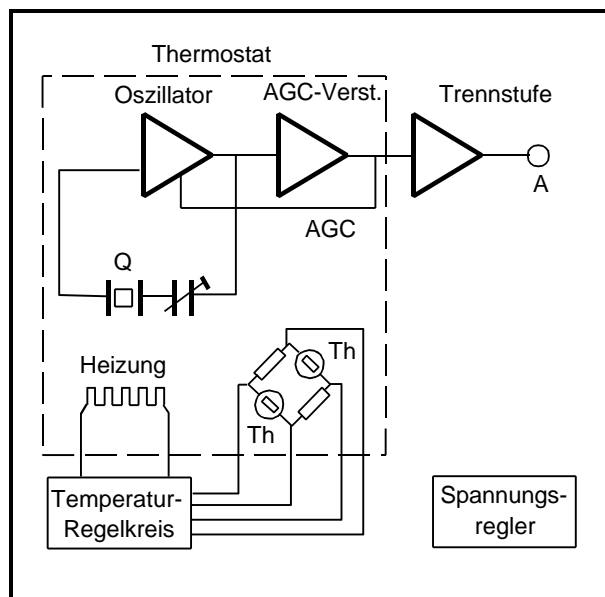 Thermostat
Oszillator
AGC-Verst.
Trennstufe
A
AGC
Q
Th
Heizung
Th
Temperatur-
Regelkreis
Spannungs-
regler